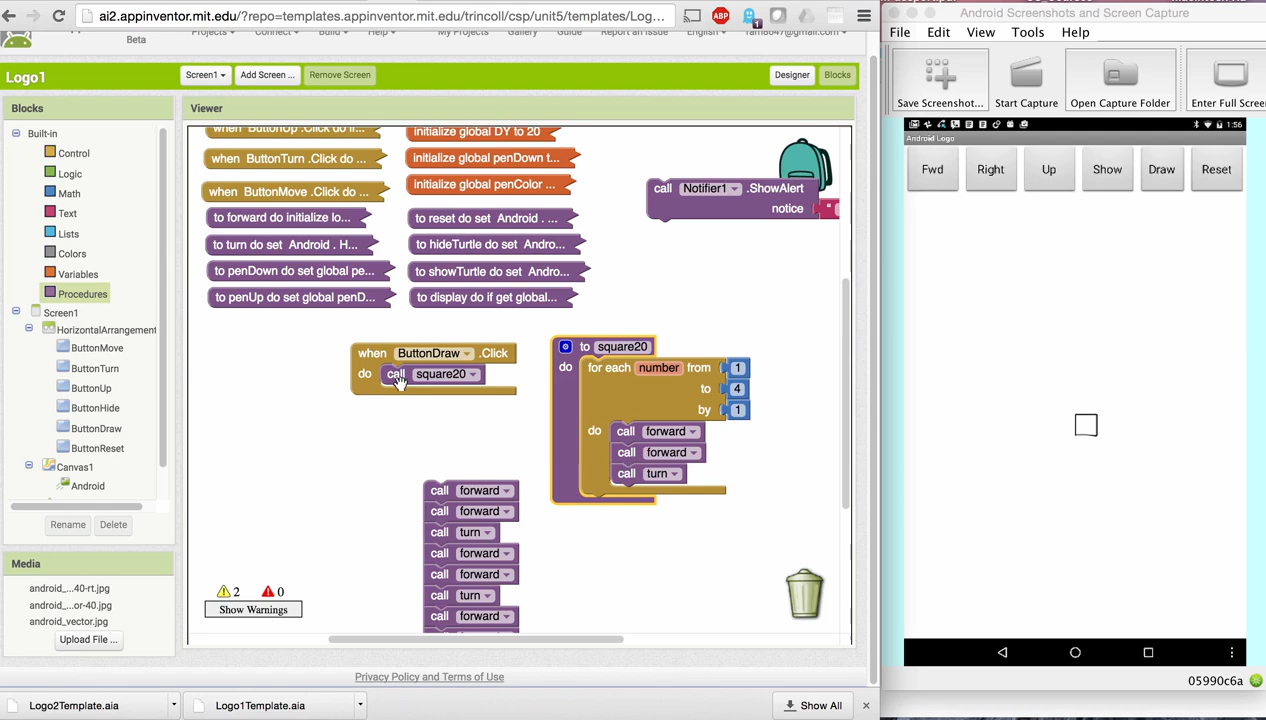 ai2.appinventor.mit.edu/?repo=templates.appinventor.mit.edu/trincoll/csp/unit5/templates/Log...
ABP
1
Beta
Projects
Connect
Build
Help
My Projects
Gallery
Guide
Report an Issue
English
Logo1
Screen1
Add Screen ...
Remove Screen
Designer
Blocks
Blocks
Built-in
Control
Logic
Math
Text
Lists
Colors
Variables
Procedures
Screen1
HorizontalArrangement
ButtonMove
ButtonTurn
ButtonUp
ButtonHide
ButtonDraw
ButtonReset
Canvas1
Android
Rename
Delete
Media
android_...40-rt.jpg
android_...or-40.jpg
android_vector.jpg
Upload File ...
Viewer
when ButtonUp .Click do if...
when ButtonTurn .Click do ...
when ButtonMove .Click do ...
to forward do initialize lo...
to turn do set Android . H...
to penDown do set global pe...
to penUp do set global penD...
initialize global DY to 20
initialize global penDown t...
initialize global penColor ...
to reset do set Android . ...
to hideTurtle do set Andro...
to showTurtle do set Andro...
to display do if get global...
call Notifier1 .ShowAlert
notice "
when ButtonDraw .Click
do call square20
to square20
do for each number from 1
to 4
by 1
do call forward
call forward
call turn
call forward
call forward
call turn
call forward
call forward
call turn
call forward
2 0
Show Warnings
Privacy Policy and Terms of Use
Logo2Template.aia
Logo1Template.aia
Show All
Android Screenshots and Screen Capture
File Edit View Tools Help
Save Screenshot...
Start Capture
Open Capture Folder
Enter Full Scree
1:56
Android Logo
Fwd
Right
Up
Show
Draw
Reset
05990c6a